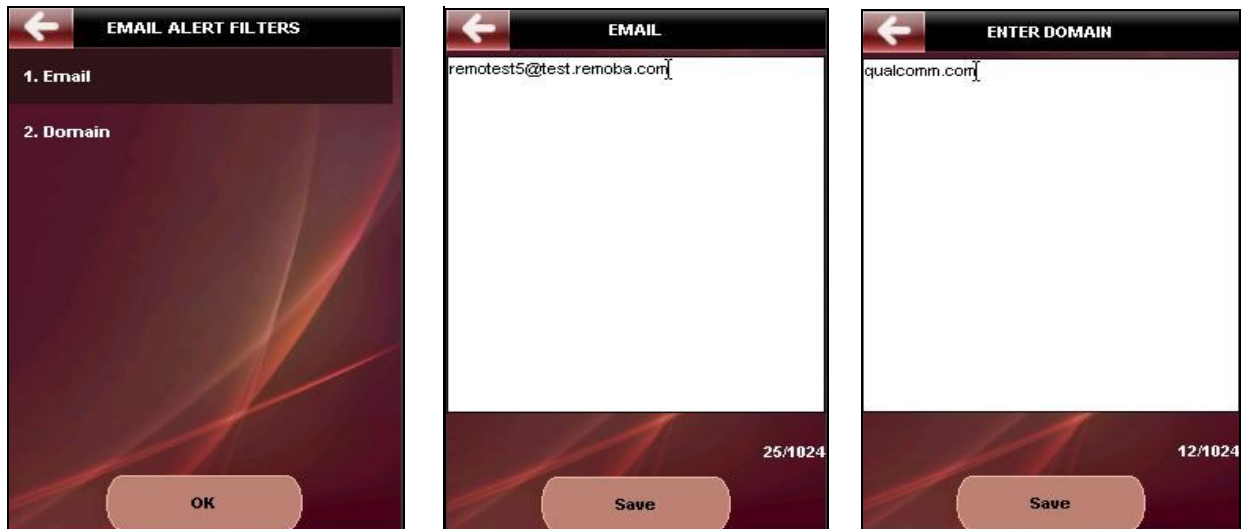 EMAIL ALERT FILTERS
1. Email
2. Domain
OK
EMAIL
remotest5@test.remoba.com
25/1024
Save
ENTER DOMAIN
qualcomm.com
12/1024
Save